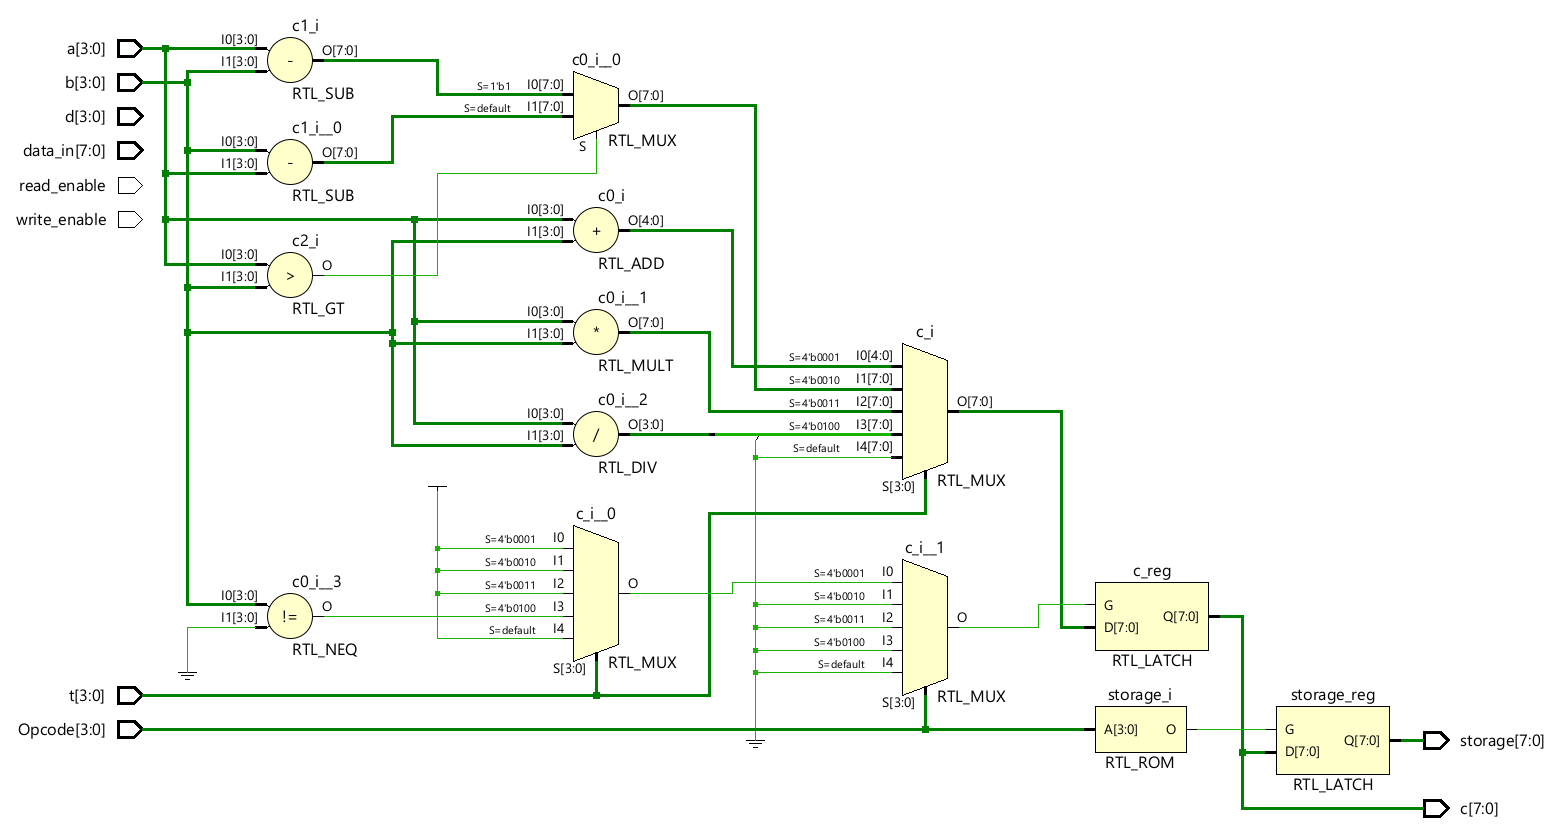 a[3:0]
b[3:0]
d[3:0]
data_in[7:0]
read_enable
write_enable
c1_i
I0[3:0]
I1[3:0]
-
O[7:0]
RTL_SUB
c1_i__0
I0[3:0]
I1[3:0]
-
O[7:0]
RTL_SUB
c2_i
I0[3:0]
I1[3:0]
>
O
RTL_GT
c0_i__0
S=1'b1 I0[7:0]
S=default I1[7:0]
O[7:0]
S
RTL_MUX
c0_i
I0[3:0]
I1[3:0]
+
O[4:0]
RTL_ADD
c0_i__1
I0[3:0]
I1[3:0]
*
O[7:0]
RTL_MULT
c0_i__2
I0[3:0]
I1[3:0]
/
O[3:0]
RTL_DIV
c_i
S=4'b0001 I0[4:0]
S=4'b0010 I1[7:0]
S=4'b0011 I2[7:0]
S=4'b0100 I3[7:0]
S=default I4[7:0]
O[7:0]
S[3:0]
RTL_MUX
c0_i__3
I0[3:0]
I1[3:0]
!=
O
RTL_NEQ
c_i__0
S=4'b0001 I0
S=4'b0010 I1
S=4'b0011 I2
S=4'b0100 I3
S=default I4
O
S[3:0]
RTL_MUX
c_i__1
S=4'b0001 I0
S=4'b0010 I1
S=4'b0011 I2
S=4'b0100 I3
S=default I4
O
S[3:0]
RTL_MUX
c_reg
G
D[7:0]
Q[7:0]
RTL_LATCH
t[3:0]
Opcode[3:0]
storage_i
A[3:0] O
RTL_ROM
storage_reg
G
D[7:0]
Q[7:0]
RTL_LATCH
storage[7:0]
c[7:0]